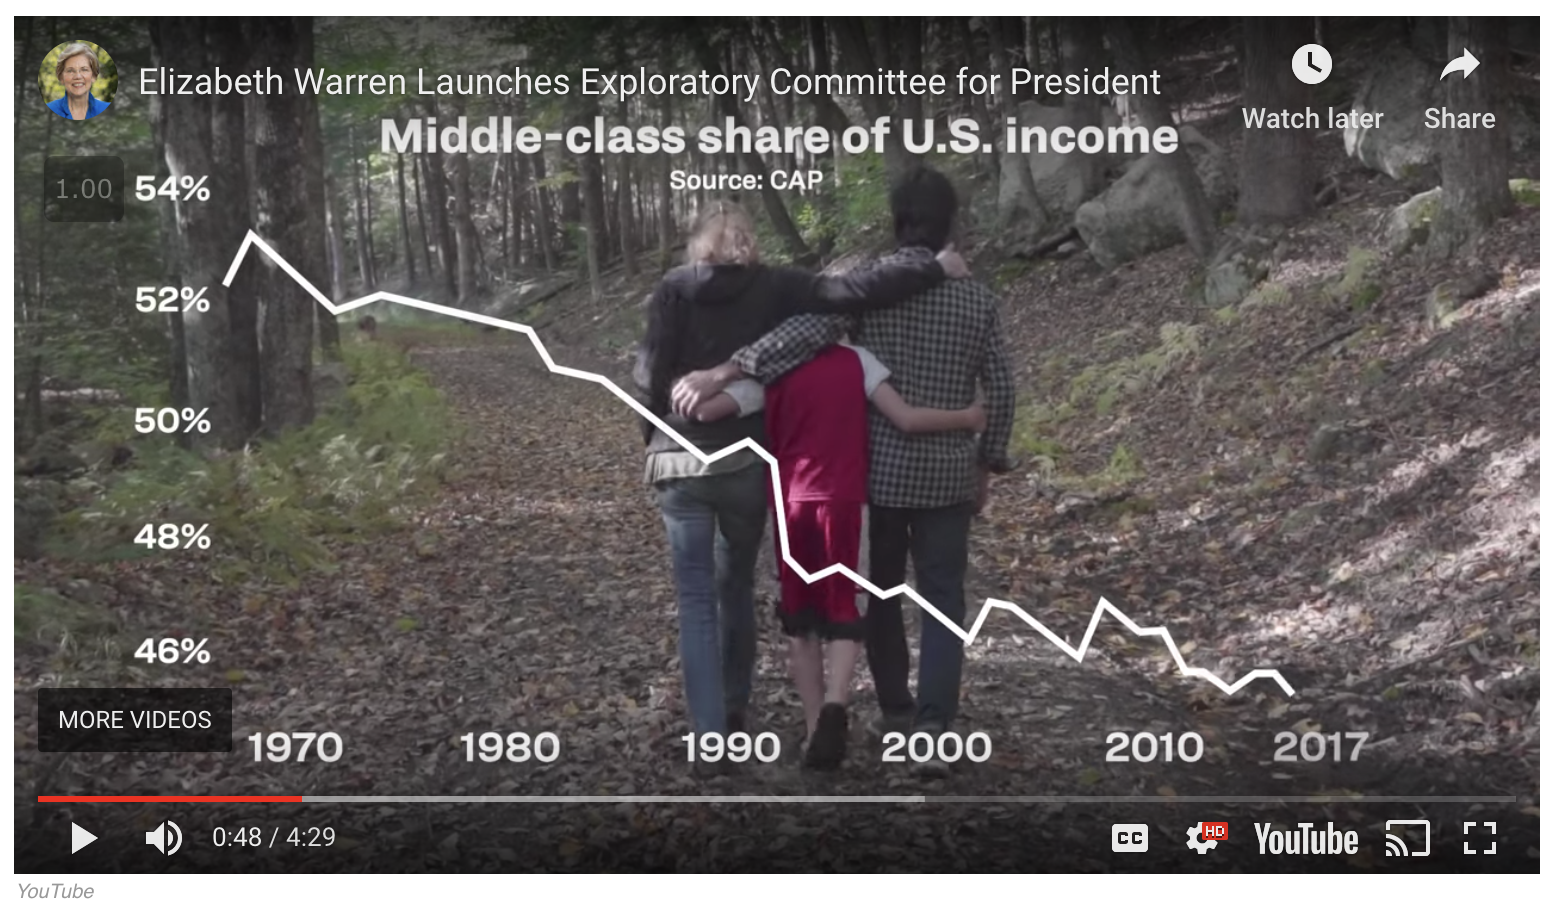 Elizabeth Warren Launches Exploratory Committee for President
Watch later
Share
Middle-class share of U.S. income
Source: CAP
1.00
54%
52%
50%
48%
46%
MORE VIDEOS
1970 1980 1990 2000 2010 2017
0:48 / 4:29
CC
HD
YouTube
YouTube